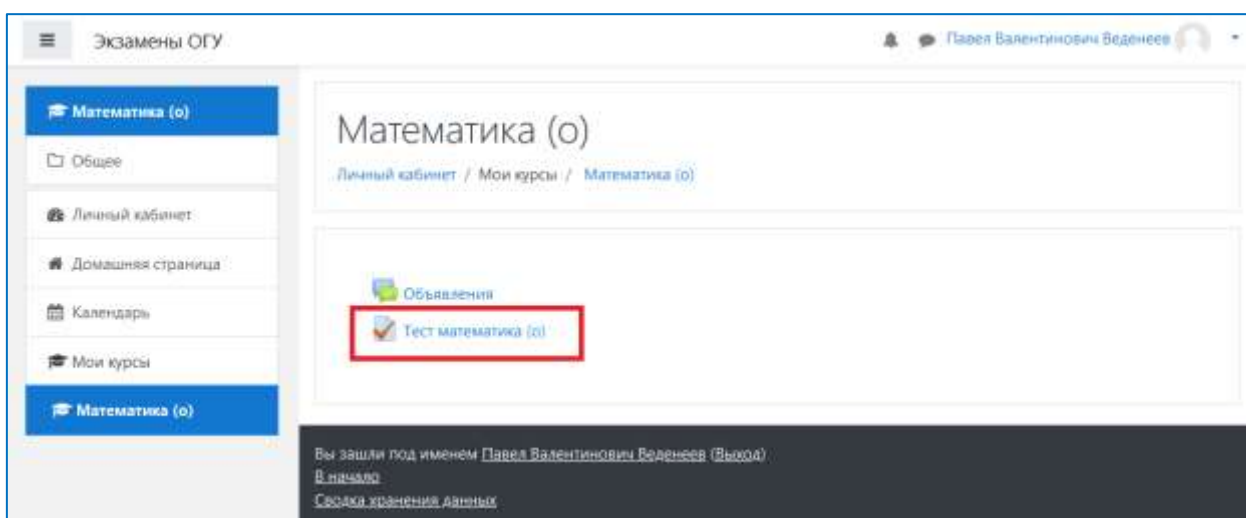 Экзамены ОГУ
Павел Валентинович Веденеев
Математика (о)
Общее
Личный кабинет
Домашняя страница
Календарь
Мои курсы
Математика (о)
Математика (о)
Личный кабинет / Мои курсы / Математика (о)
Объявления
Тест математика (о)
Вы зашли под именем Павел Валентинович Веденеев (Выход)
В начало
Сводка хранения данных